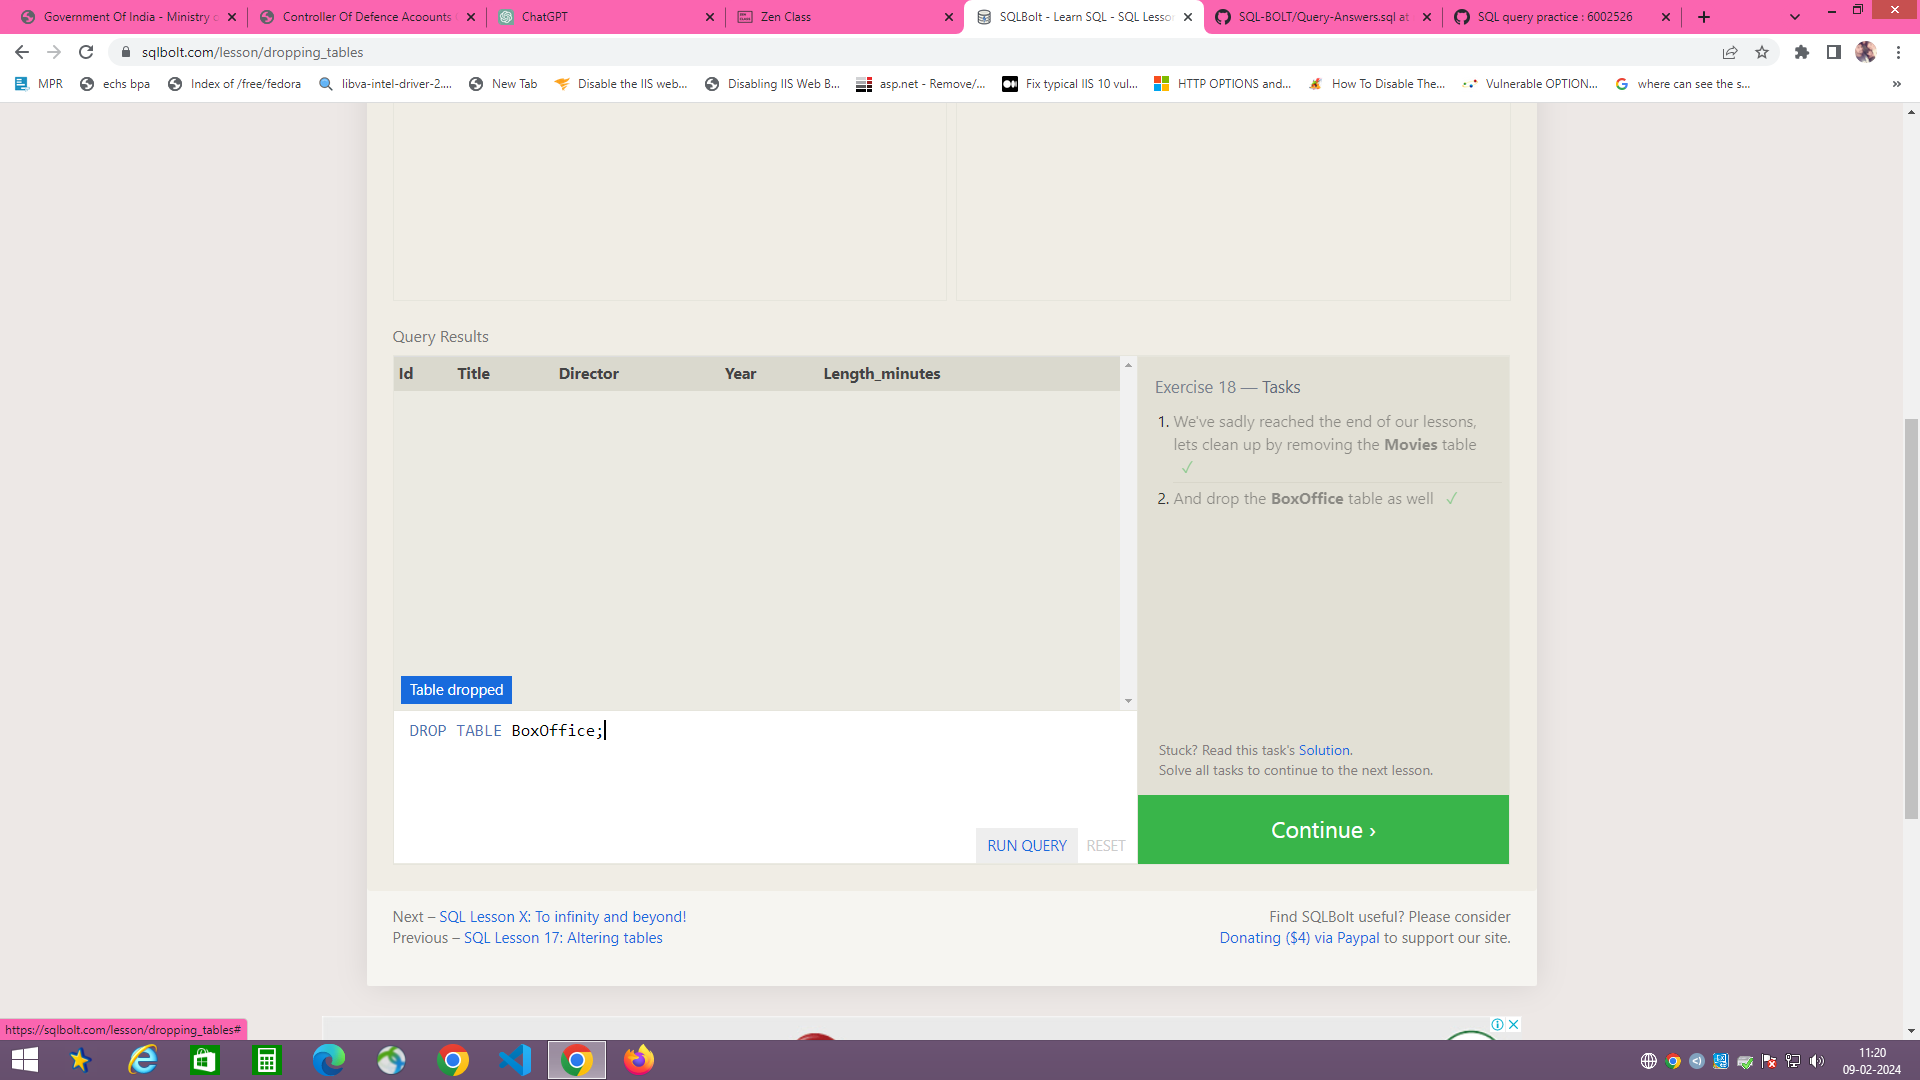 Government Of India - Ministry
Controller Of Defence Acoounts
ChatGPT
Zen Class
SQLBolt - Learn SQL - SQL Lesso
SQL-BOLT/Query-Answers.sql at
SQL query practice : 6002526
sqlbolt.com/lesson/dropping_tables
MPR
echs bpa
Index of /free/fedora
libva-intel-driver-2....
New Tab
Disable the IIS web...
Disabling IIS Web B...
asp.net - Remove/...
Fix typical IIS 10 vul...
HTTP OPTIONS and...
How To Disable The...
Vulnerable OPTION...
where can see the s...
»
Query Results
Id Title Director Year Length_minutes
Table dropped
DROP TABLE BoxOffice;
RUN QUERY RESET
Exercise 18 — Tasks
1. We've sadly reached the end of our lessons,
lets clean up by removing the Movies table
✓
2. And drop the BoxOffice table as well ✓
Stuck? Read this task's Solution.
Solve all tasks to continue to the next lesson.
Continue ›
Next – SQL Lesson X: To infinity and beyond!
Previous – SQL Lesson 17: Altering tables
Find SQLBolt useful? Please consider
Donating ($4) via Paypal to support our site.
https://sqlbolt.com/lesson/dropping_tables#
11:20
09-02-2024